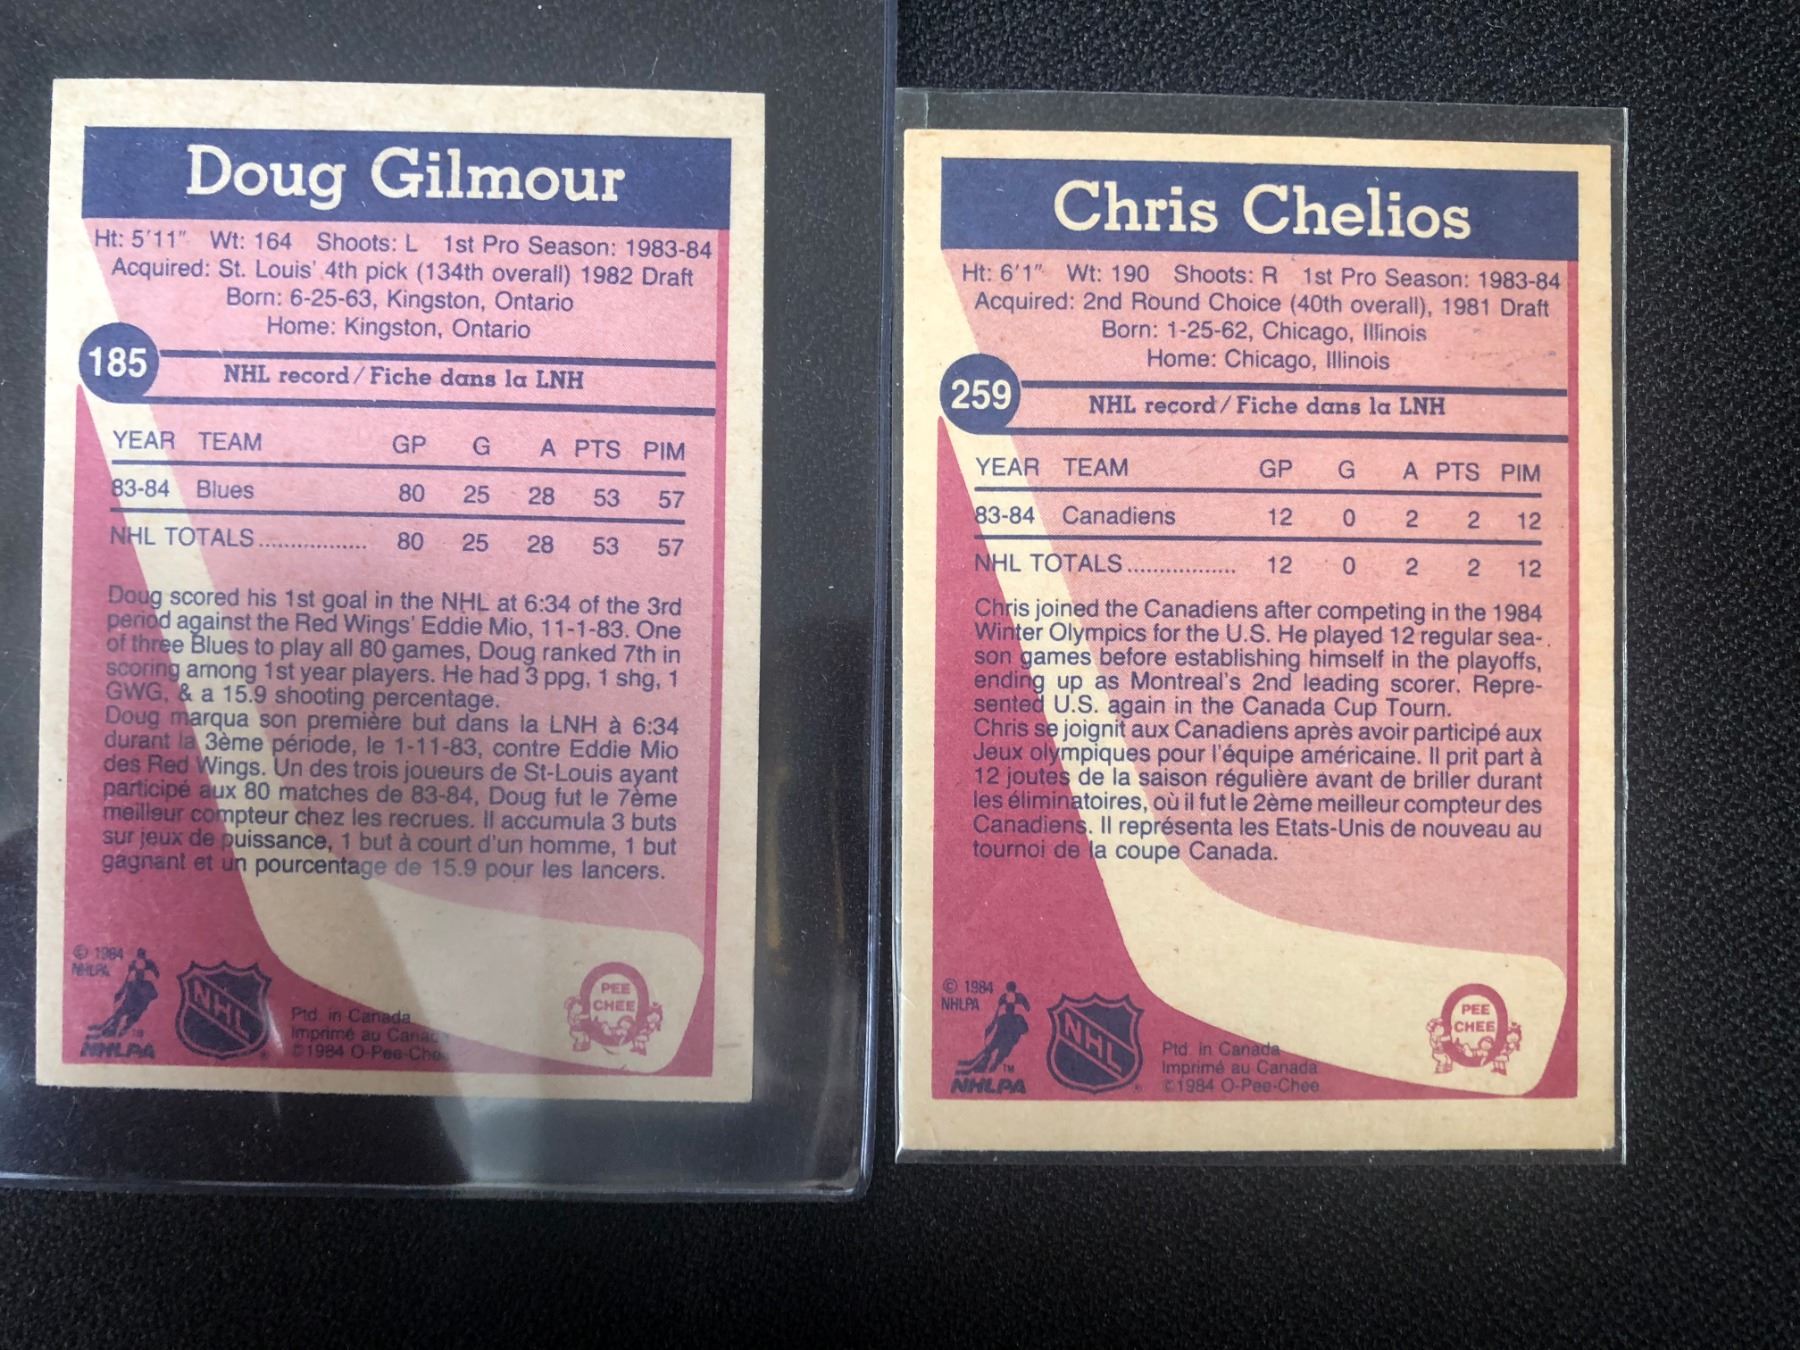 Doug Gilmour
Ht: 5'11" Wt: 164 Shoots: L 1st Pro Season: 1983-84
Acquired: St. Louis' 4th pick (134th overall) 1982 Draft
Born: 6-25-63, Kingston, Ontario
Home: Kingston, Ontario
185
NHL record/Fiche dans la LNH
YEAR TEAM GP G A PTS PIM
83-84 Blues 80 25 28 53 57
NHL TOTALS................. 80 25 28 53 57
Doug scored his 1st goal in the NHL at 6:34 of the 3rd
period against the Red Wings' Eddie Mio, 11-1-83. One
of three Blues to play all 80 games, Doug ranked 7th in
scoring among 1st year players. He had 3 ppg, 1 shg, 1
GWG, & a 15.9 shooting percentage.
Doug marqua son première but dans la LNH à 6:34
durant la 3ème période, le 1-11-83, contre Eddie Mio
des Red Wings. Un des trois joueurs de St-Louis ayant
participé aux 80 matches de 83-84, Doug fut le 7ème
meilleur compteur chez les recrues. Il accumula 3 buts
sur jeux de puissance, 1 but à court d'un homme, 1 but
gagnant et un pourcentage de 15.9 pour les lancers.
© 1984
NHLPA
TM
NHLPA
NHL
Ptd. in Canada
Imprimé au Canada
©1984 O-Pee-Chee
PEE
CHEE
Chris Chelios
Ht: 6'1" Wt: 190 Shoots: R 1st Pro Season: 1983-84
Acquired: 2nd Round Choice (40th overall), 1981 Draft
Born: 1-25-62, Chicago, Illinois
Home: Chicago, Illinois
259
NHL record/Fiche dans la LNH
YEAR TEAM GP G A PTS PIM
83-84 Canadiens 12 0 2 2 12
NHL TOTALS................. 12 0 2 2 12
Chris joined the Canadiens after competing in the 1984
Winter Olympics for the U.S. He played 12 regular sea-
son games before establishing himself in the playoffs,
ending up as Montreal's 2nd leading scorer. Repre-
sented U.S. again in the Canada Cup Tourn.
Chris se joignit aux Canadiens après avoir participé aux
Jeux olympiques pour l'équipe américaine. Il prit part à
12 joutes de la saison régulière avant de briller durant
les éliminatoires, où il fut le 2ème meilleur compteur des
Canadiens. Il représenta les Etats-Unis de nouveau au
tournoi de la coupe Canada.
© 1984
NHLPA
TM
NHLPA
NHL
Ptd. in Canada
Imprimé au Canada
©1984 O-Pee-Chee
PEE
CHEE